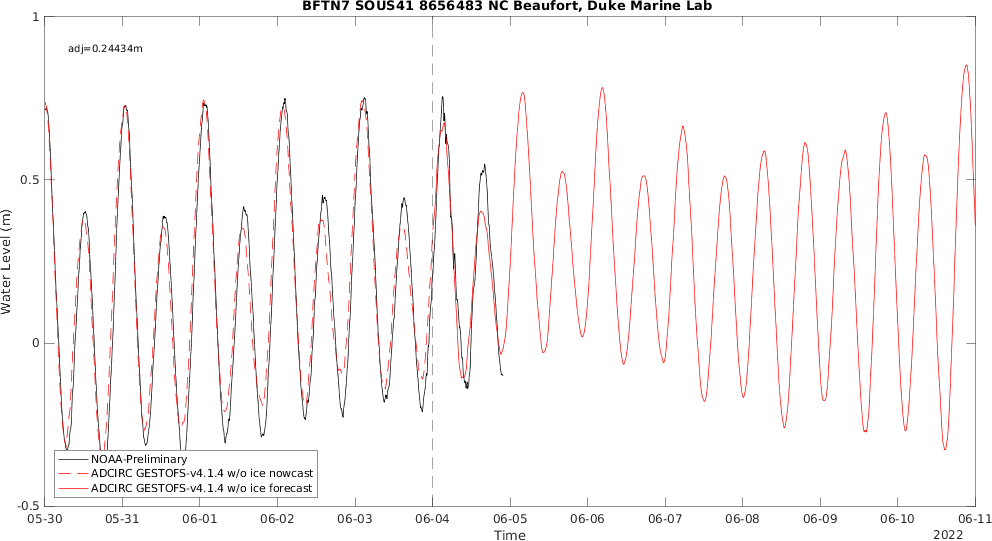 BFTN7 SOUS41 8656483 NC Beaufort, Duke Marine Lab
adj=0.24434m
Water Level (m)
1
0.5
0
-0.5
NOAA-Preliminary
ADCIRC GESTOFS-v4.1.4 w/o ice nowcast
ADCIRC GESTOFS-v4.1.4 w/o ice forecast
05-30 05-31 06-01 06-02 06-03 06-04 06-05 06-06 06-07 06-08 06-09 06-10 06-11
Time
2022